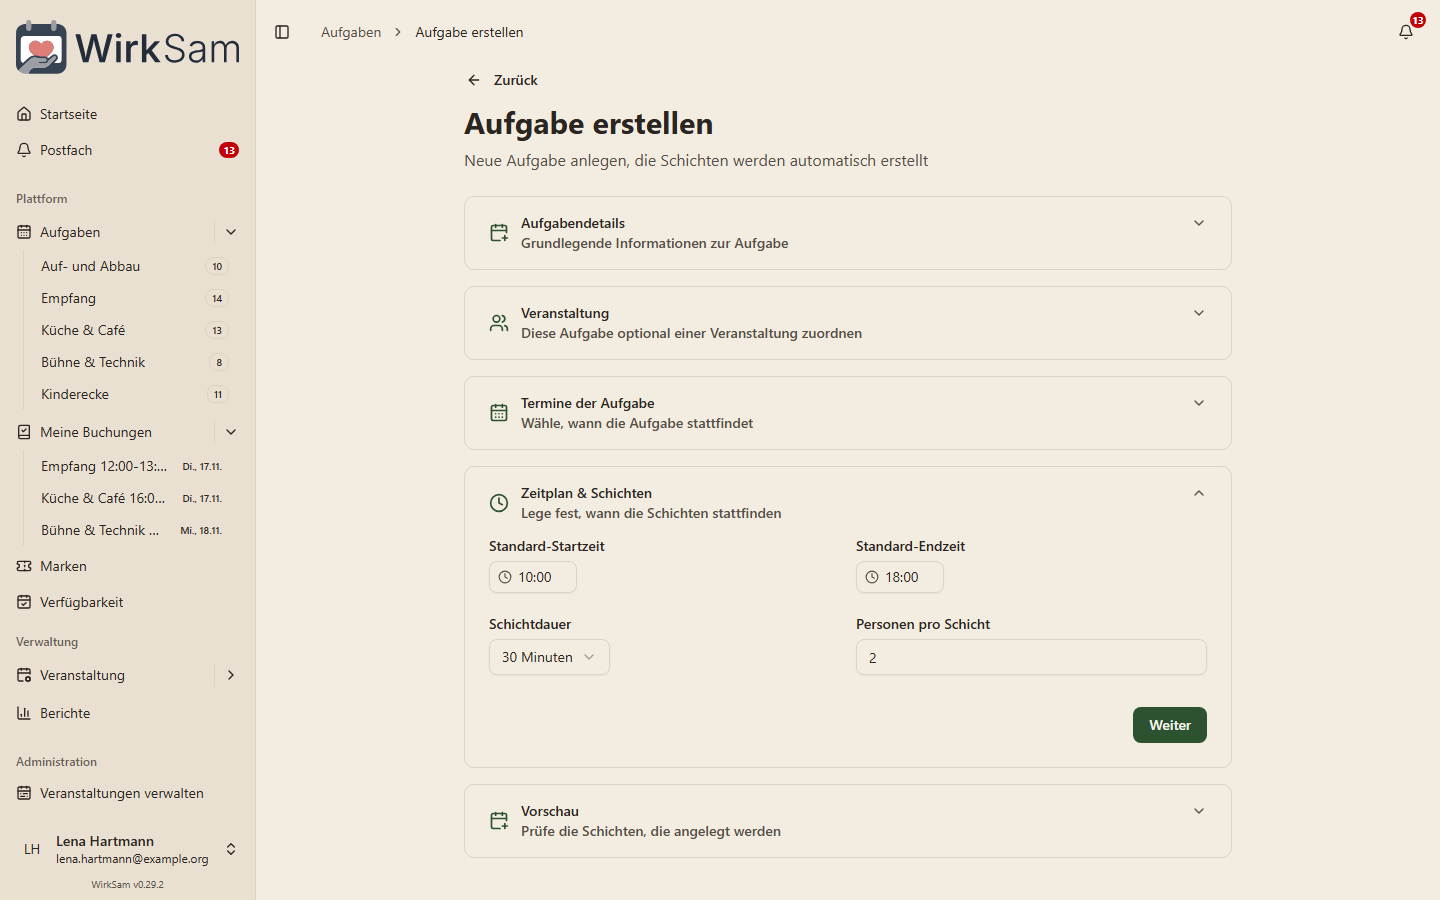 WirkSam
Startseite
Postfach 13
Plattform
Aufgaben
Auf- und Abbau 10
Empfang 14
Küche & Café 13
Bühne & Technik 8
Kinderecke 11
Meine Buchungen
Empfang 12:00-13:... Di., 17.11.
Küche & Café 16:0... Di., 17.11.
Bühne & Technik ... Mi., 18.11.
Marken
Verfügbarkeit
Verwaltung
Veranstaltung
Berichte
Administration
Veranstaltungen verwalten
LH Lena Hartmann
lena.hartmann@example.org
WirkSam v0.29.2
Aufgaben > Aufgabe erstellen
13
Zurück
Aufgabe erstellen
Neue Aufgabe anlegen, die Schichten werden automatisch erstellt
Aufgabendetails
Grundlegende Informationen zur Aufgabe
Veranstaltung
Diese Aufgabe optional einer Veranstaltung zuordnen
Termine der Aufgabe
Wähle, wann die Aufgabe stattfindet
Zeitplan & Schichten
Lege fest, wann die Schichten stattfinden
Standard-Startzeit Standard-Endzeit
10:00 18:00
Schichtdauer Personen pro Schicht
30 Minuten 2
Weiter
Vorschau
Prüfe die Schichten, die angelegt werden